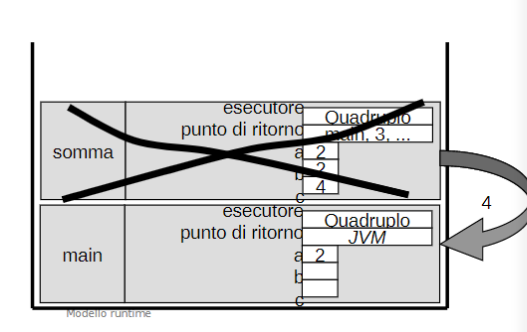 esecutore Quadruplo
punto di ritorno main, 3, ...
somma
a 2
b 2
c 4
4
esecutore Quadruplo
punto di ritorno JVM
main
a 2
b
c
Modello runtime